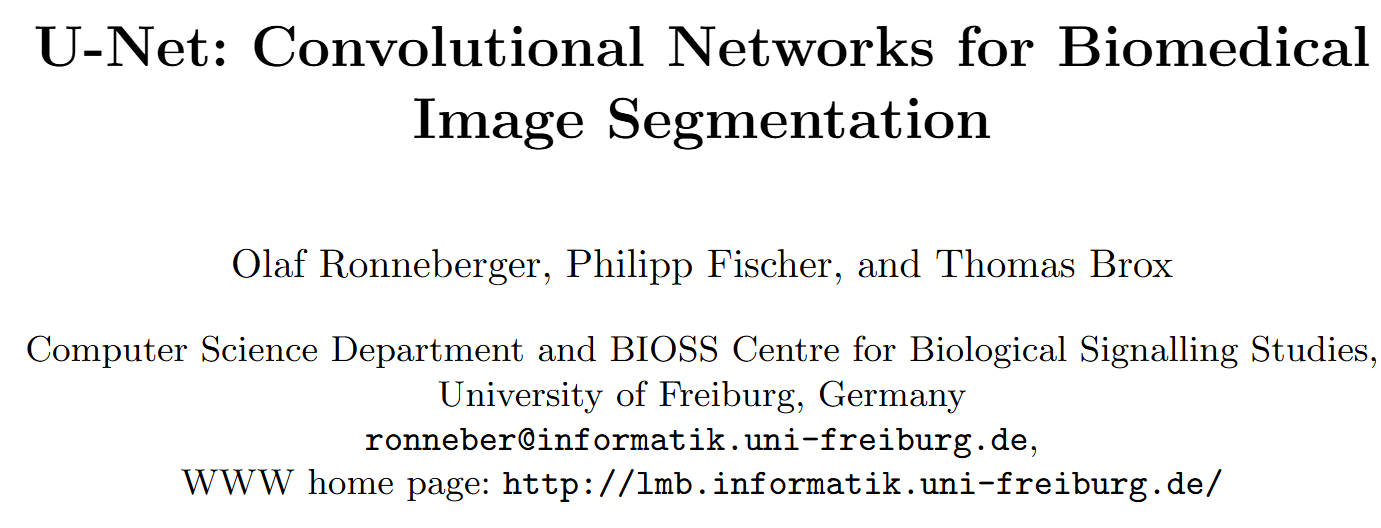 U-Net: Convolutional Networks for Biomedical
Image Segmentation
Olaf Ronneberger, Philipp Fischer, and Thomas Brox
Computer Science Department and BIOSS Centre for Biological Signalling Studies,
University of Freiburg, Germany
ronneber@informatik.uni-freiburg.de,
WWW home page: http://lmb.informatik.uni-freiburg.de/